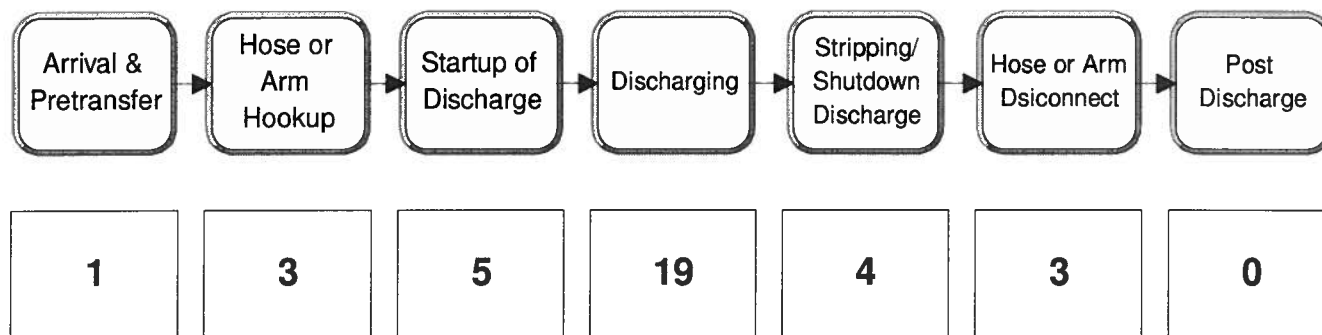 Arrival &
Pretransfer
Hose or
Arm
Hookup
Startup of
Discharge
Discharging
Stripping/
Shutdown
Discharge
Hose or Arm
Dsiconnect
Post
Discharge
1
3
5
19
4
3
0